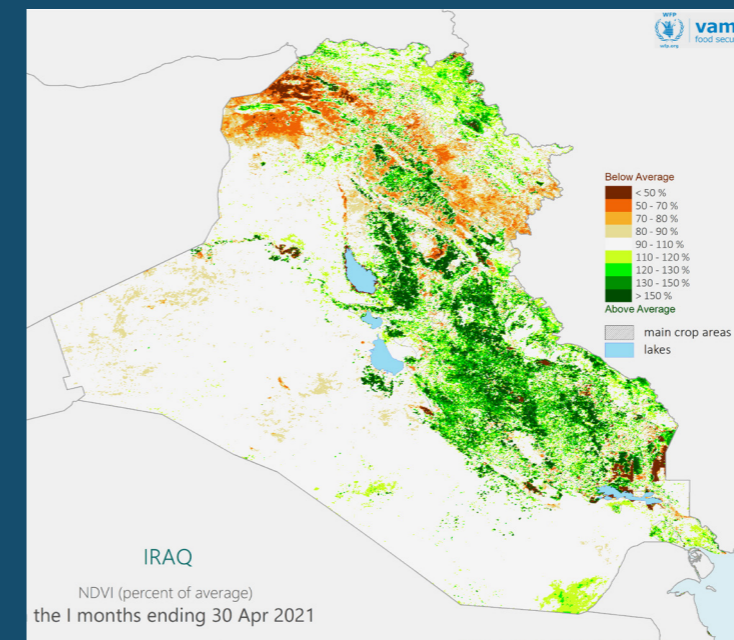 WFP
wfp.org
vam
food secu
Below Average
< 50 %
50 - 70 %
70 - 80 %
80 - 90 %
90 - 110 %
110 - 120 %
120 - 130 %
130 - 150 %
> 150 %
Above Average
main crop areas
lakes
IRAQ
NDVI (percent of average)
the I months ending 30 Apr 2021